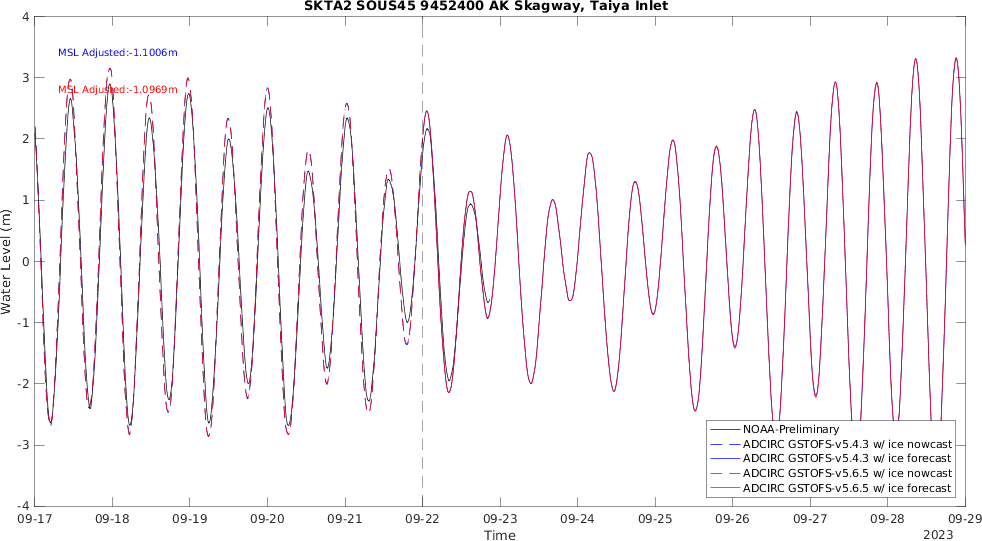 SKTA2 SOUS45 9452400 AK Skagway, Taiya Inlet
4
MSL Adjusted:-1.1006m
3
MSL Adjusted:-1.0969m
2
1
Water Level (m)
0
-1
-2
-3
NOAA-Preliminary
ADCIRC GSTOFS-v5.4.3 w/ ice nowcast
ADCIRC GSTOFS-v5.4.3 w/ ice forecast
ADCIRC GSTOFS-v5.6.5 w/ ice nowcast
ADCIRC GSTOFS-v5.6.5 w/ ice forecast
-4
09-17 09-18 09-19 09-20 09-21 09-22 09-23 09-24 09-25 09-26 09-27 09-28 09-29
Time
2023